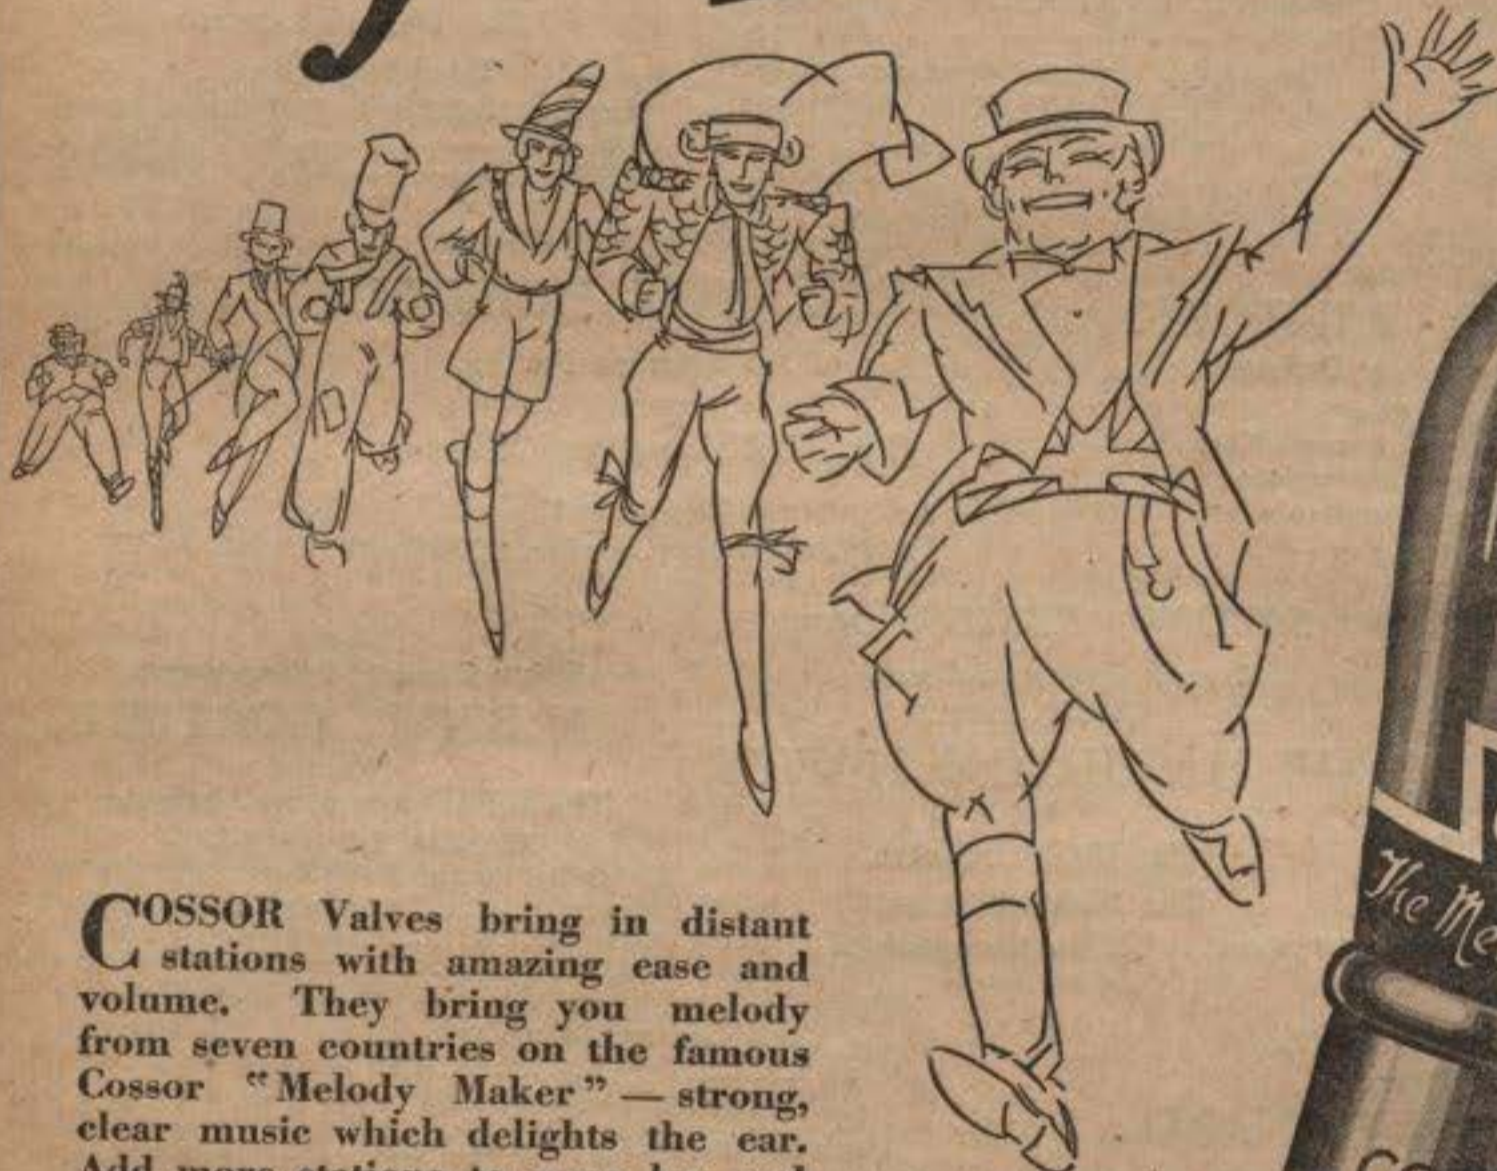 COSSOR Valves bring in distant
stations with amazing ease and
volume. They bring you melody
from seven countries on the famous
Cossor "Melody Maker" — strong,
clear music which delights the ear.
The